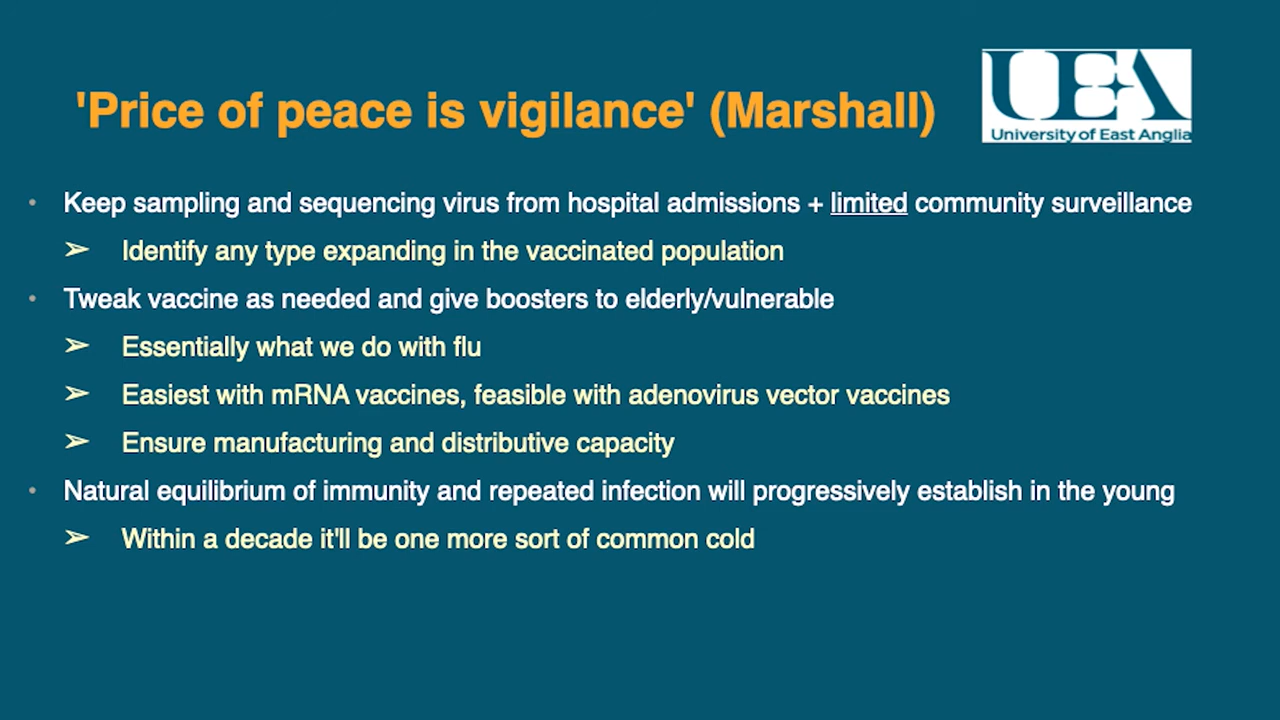 'Price of peace is vigilance' (Marshall)
UEA
University of East Anglia
• Keep sampling and sequencing virus from hospital admissions + limited community surveillance
➢ Identify any type expanding in the vaccinated population
• Tweak vaccine as needed and give boosters to elderly/vulnerable
➢ Essentially what we do with flu
➢ Easiest with mRNA vaccines, feasible with adenovirus vector vaccines
➢ Ensure manufacturing and distributive capacity
• Natural equilibrium of immunity and repeated infection will progressively establish in the young
➢ Within a decade it'll be one more sort of common cold